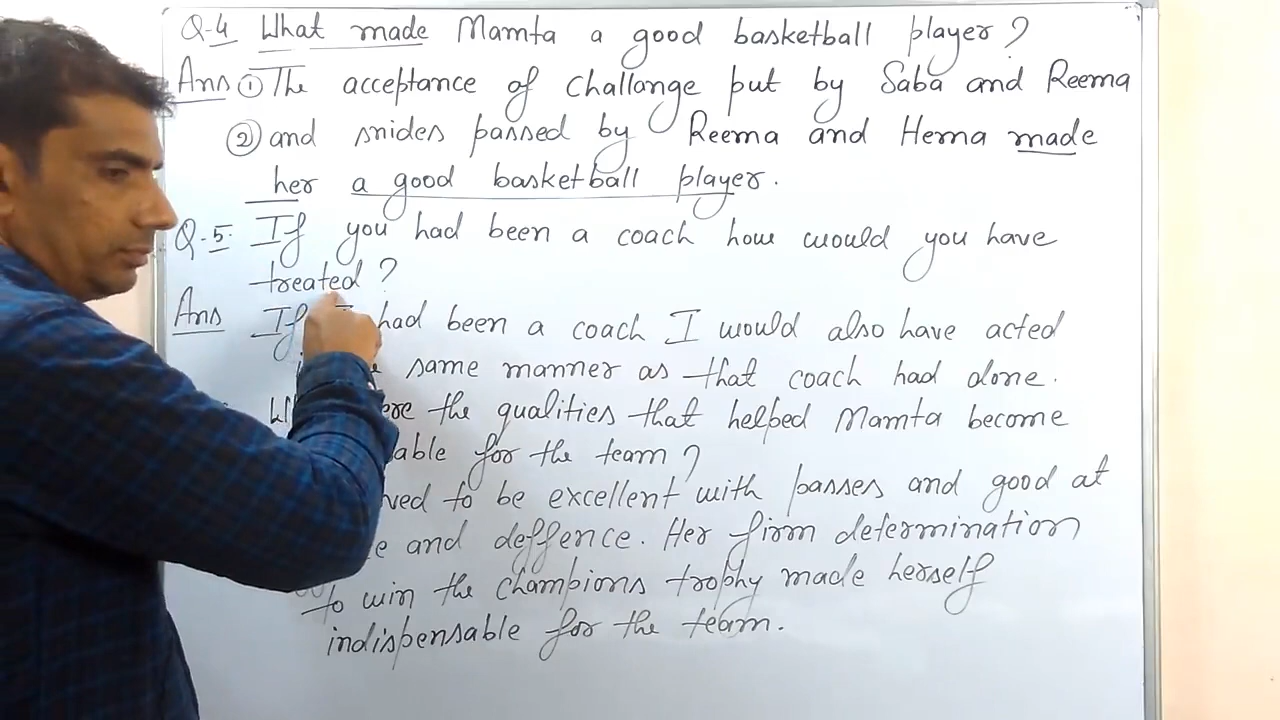 Q-4 What made Mamta a good basketball player?
Ans ① The acceptance of challange put by Saba and Reema
② and snides passed by Reema and Hema made
her a good basketball player.
Q-5. If you had been a coach how would you have
treated?
Ans If had been a coach I would also have acted
same manner as that coach had done.
the qualities that helped Mamta become
for the team?
to be excellent with passes and good at
and deffence. Her firm determination
to win the champions trophy made herself
indispensable for the team.